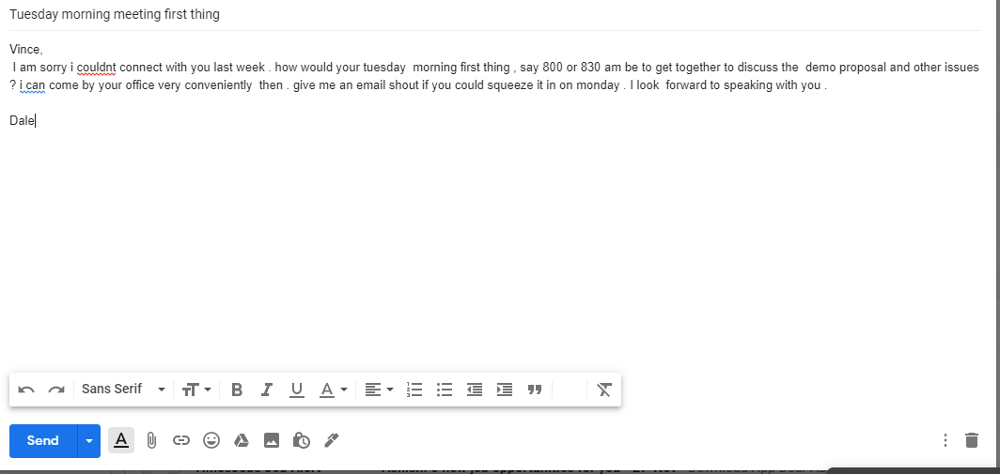 Tuesday morning meeting first thing
Vince,
I am sorry i couldnt connect with you last week . how would your tuesday  morning first thing , say 800 or 830 am be to get together to discuss the  demo proposal and other issues
? i can come by your office very conveniently  then . give me an email shout if you could squeeze it in on monday . I look  forward to speaking with you .
Dale
Sans Serif
Send